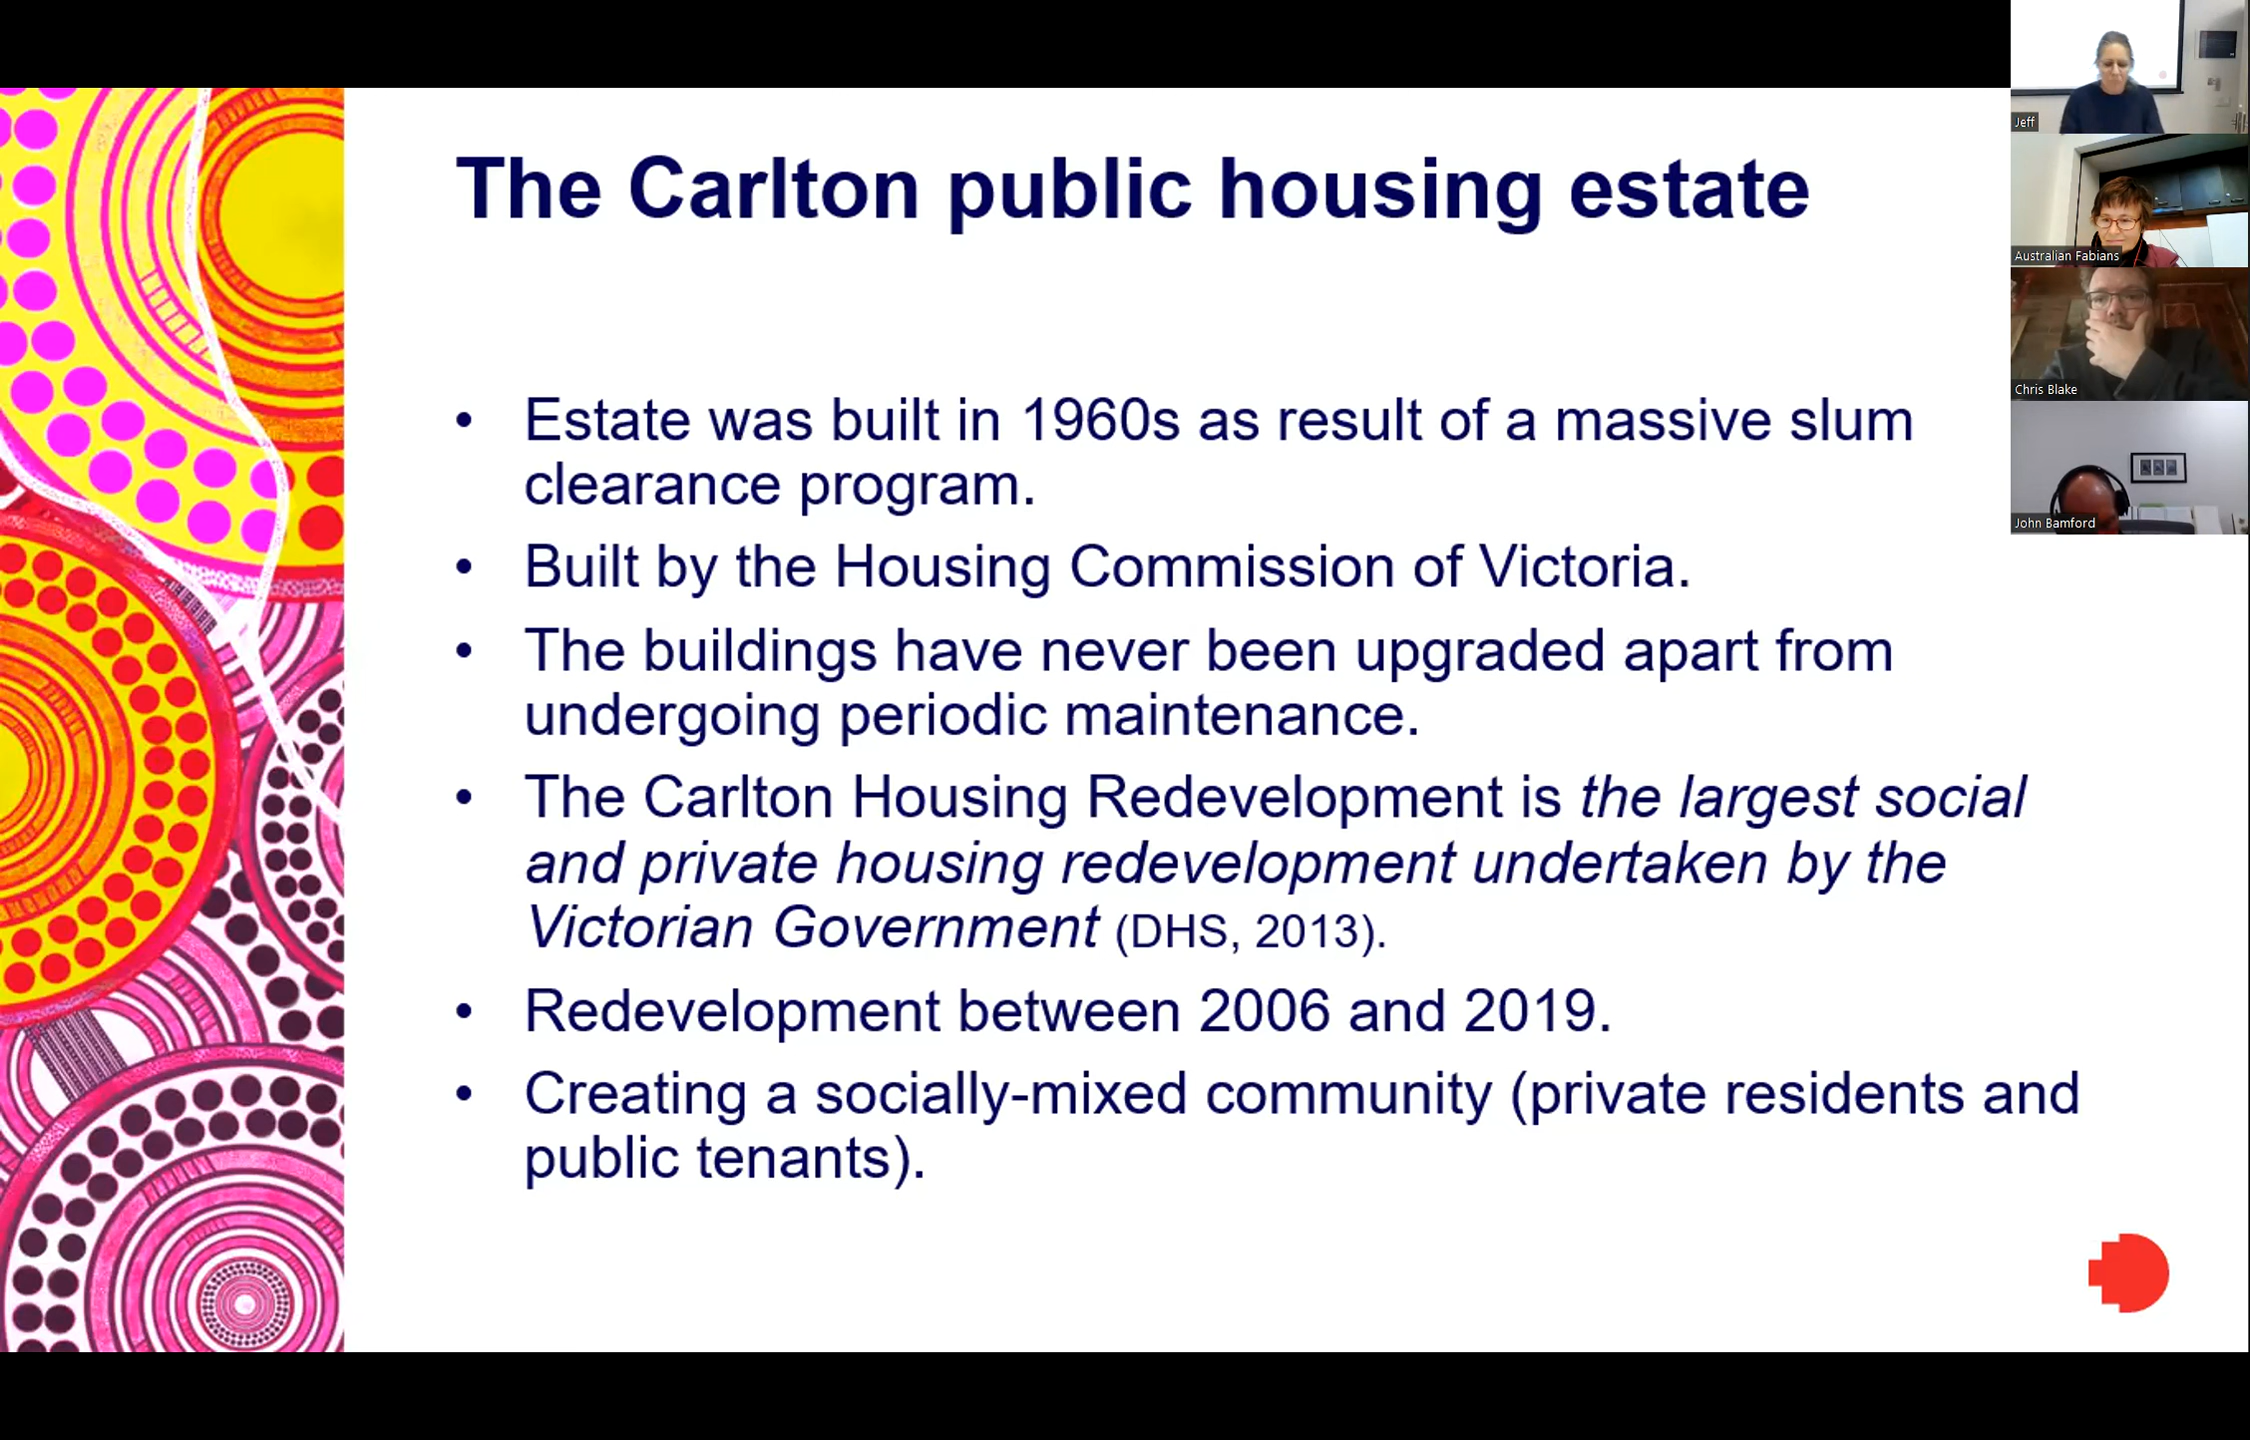 The Carlton public housing estate
• Estate was built in 1960s as result of a massive slum
clearance program.
• Built by the Housing Commission of Victoria.
• The buildings have never been upgraded apart from
undergoing periodic maintenance.
• The Carlton Housing Redevelopment is the largest social
and private housing redevelopment undertaken by the
Victorian Government (DHS, 2013).
• Redevelopment between 2006 and 2019.
• Creating a socially-mixed community (private residents and
public tenants).
Jeff
Australian Fabians
Chris Blake
John Bamford